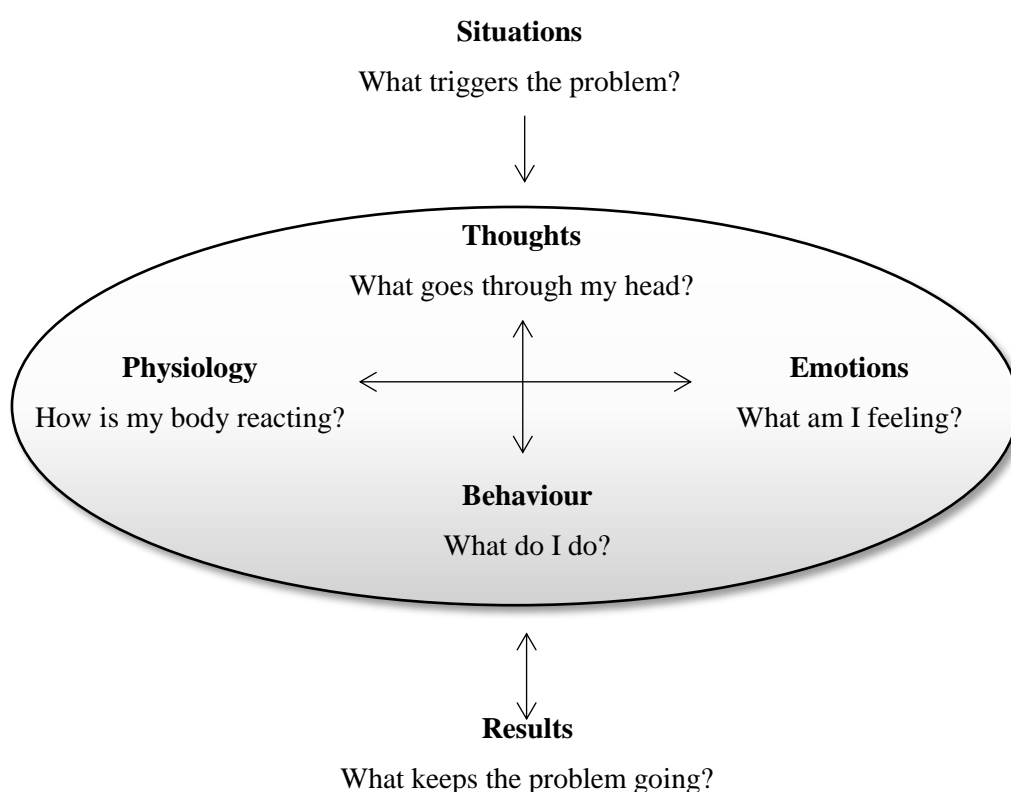 Situations
What triggers the problem?
Thoughts
What goes through my head?
Physiology
How is my body reacting?
Emotions
What am I feeling?
Behaviour
What do I do?
Results
What keeps the problem going?